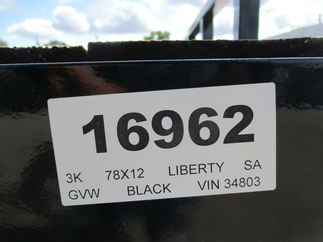 16962
3K 78X12 LIBERTY SA
GVW BLACK VIN 34803